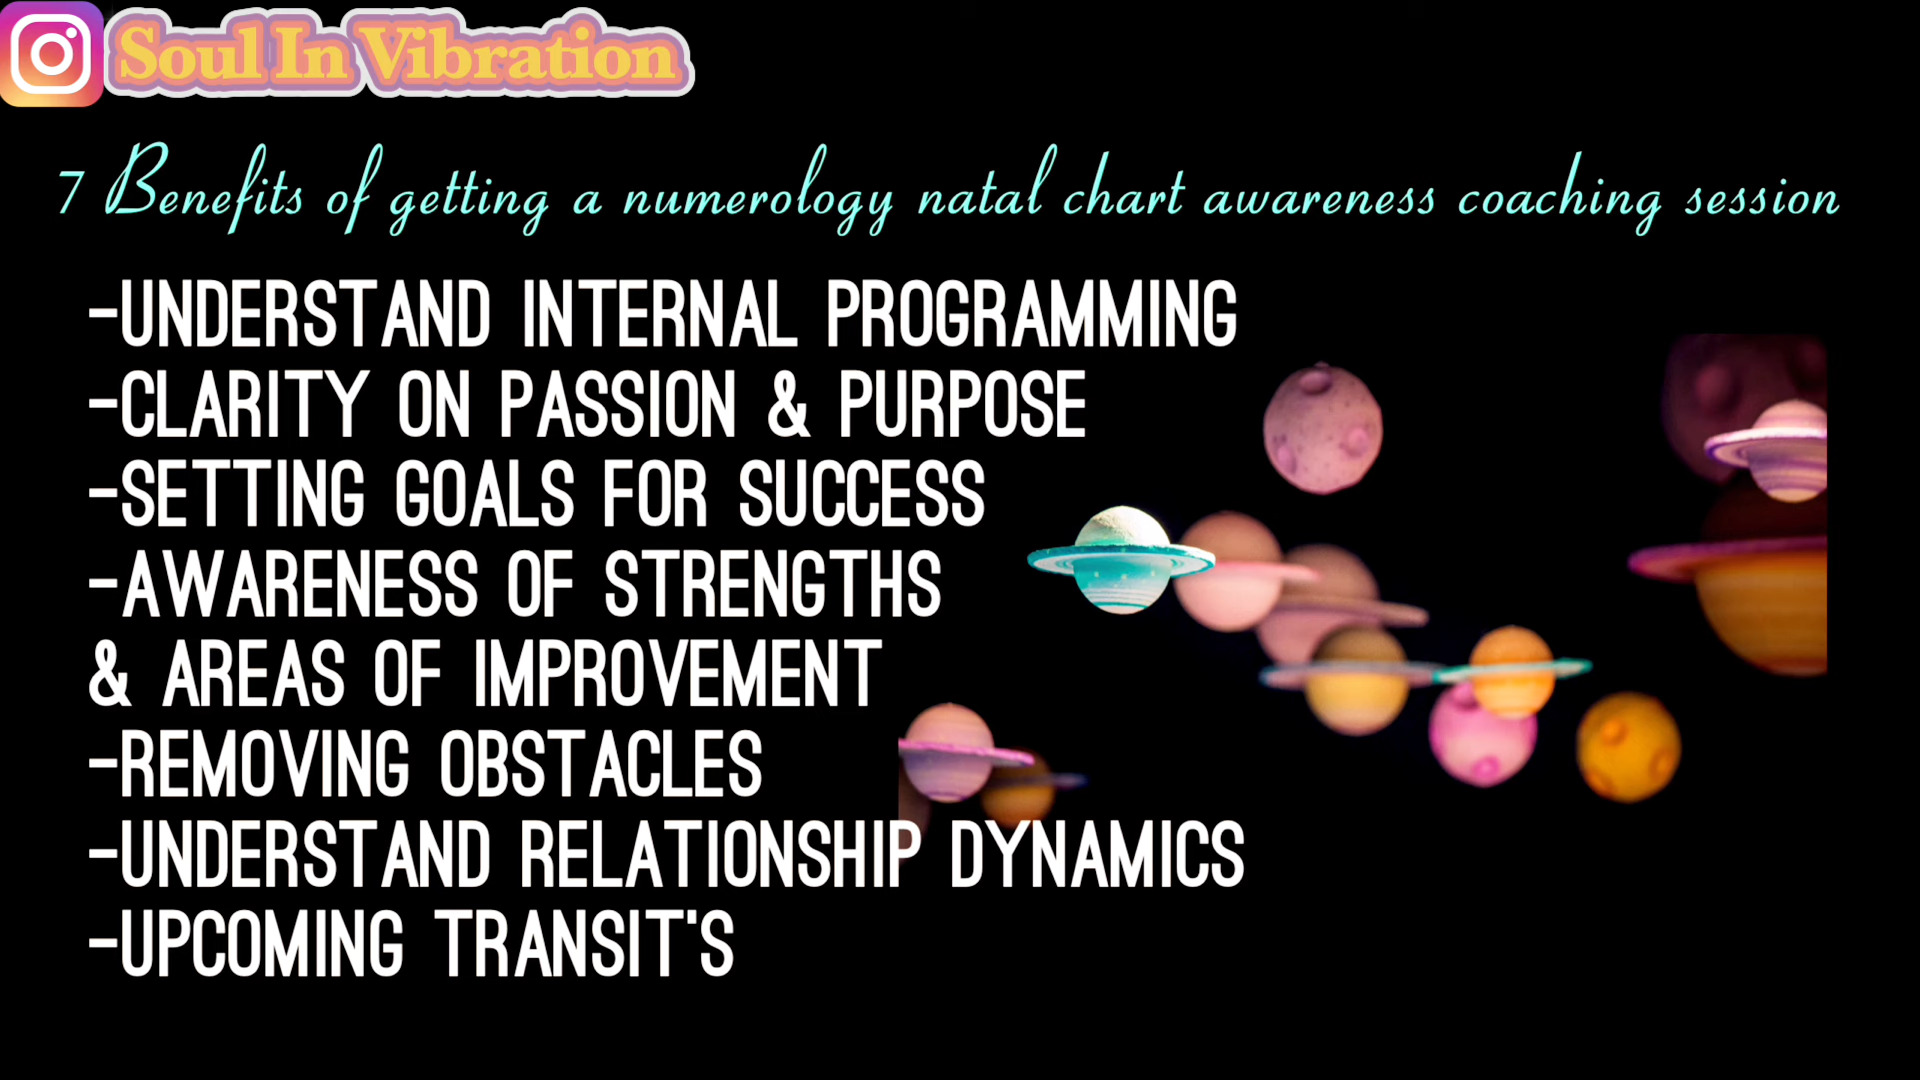 Soul In Vibration
7 Benefits of getting a numerology natal chart awareness coaching session
-UNDERSTAND INTERNAL PROGRAMMING
-CLARITY ON PASSION & PURPOSE
-SETTING GOALS FOR SUCCESS
-AWARENESS OF STRENGTHS
& AREAS OF IMPROVEMENT
-REMOVING OBSTACLES
-UNDERSTAND RELATIONSHIP DYNAMICS
-UPCOMING TRANSIT'S